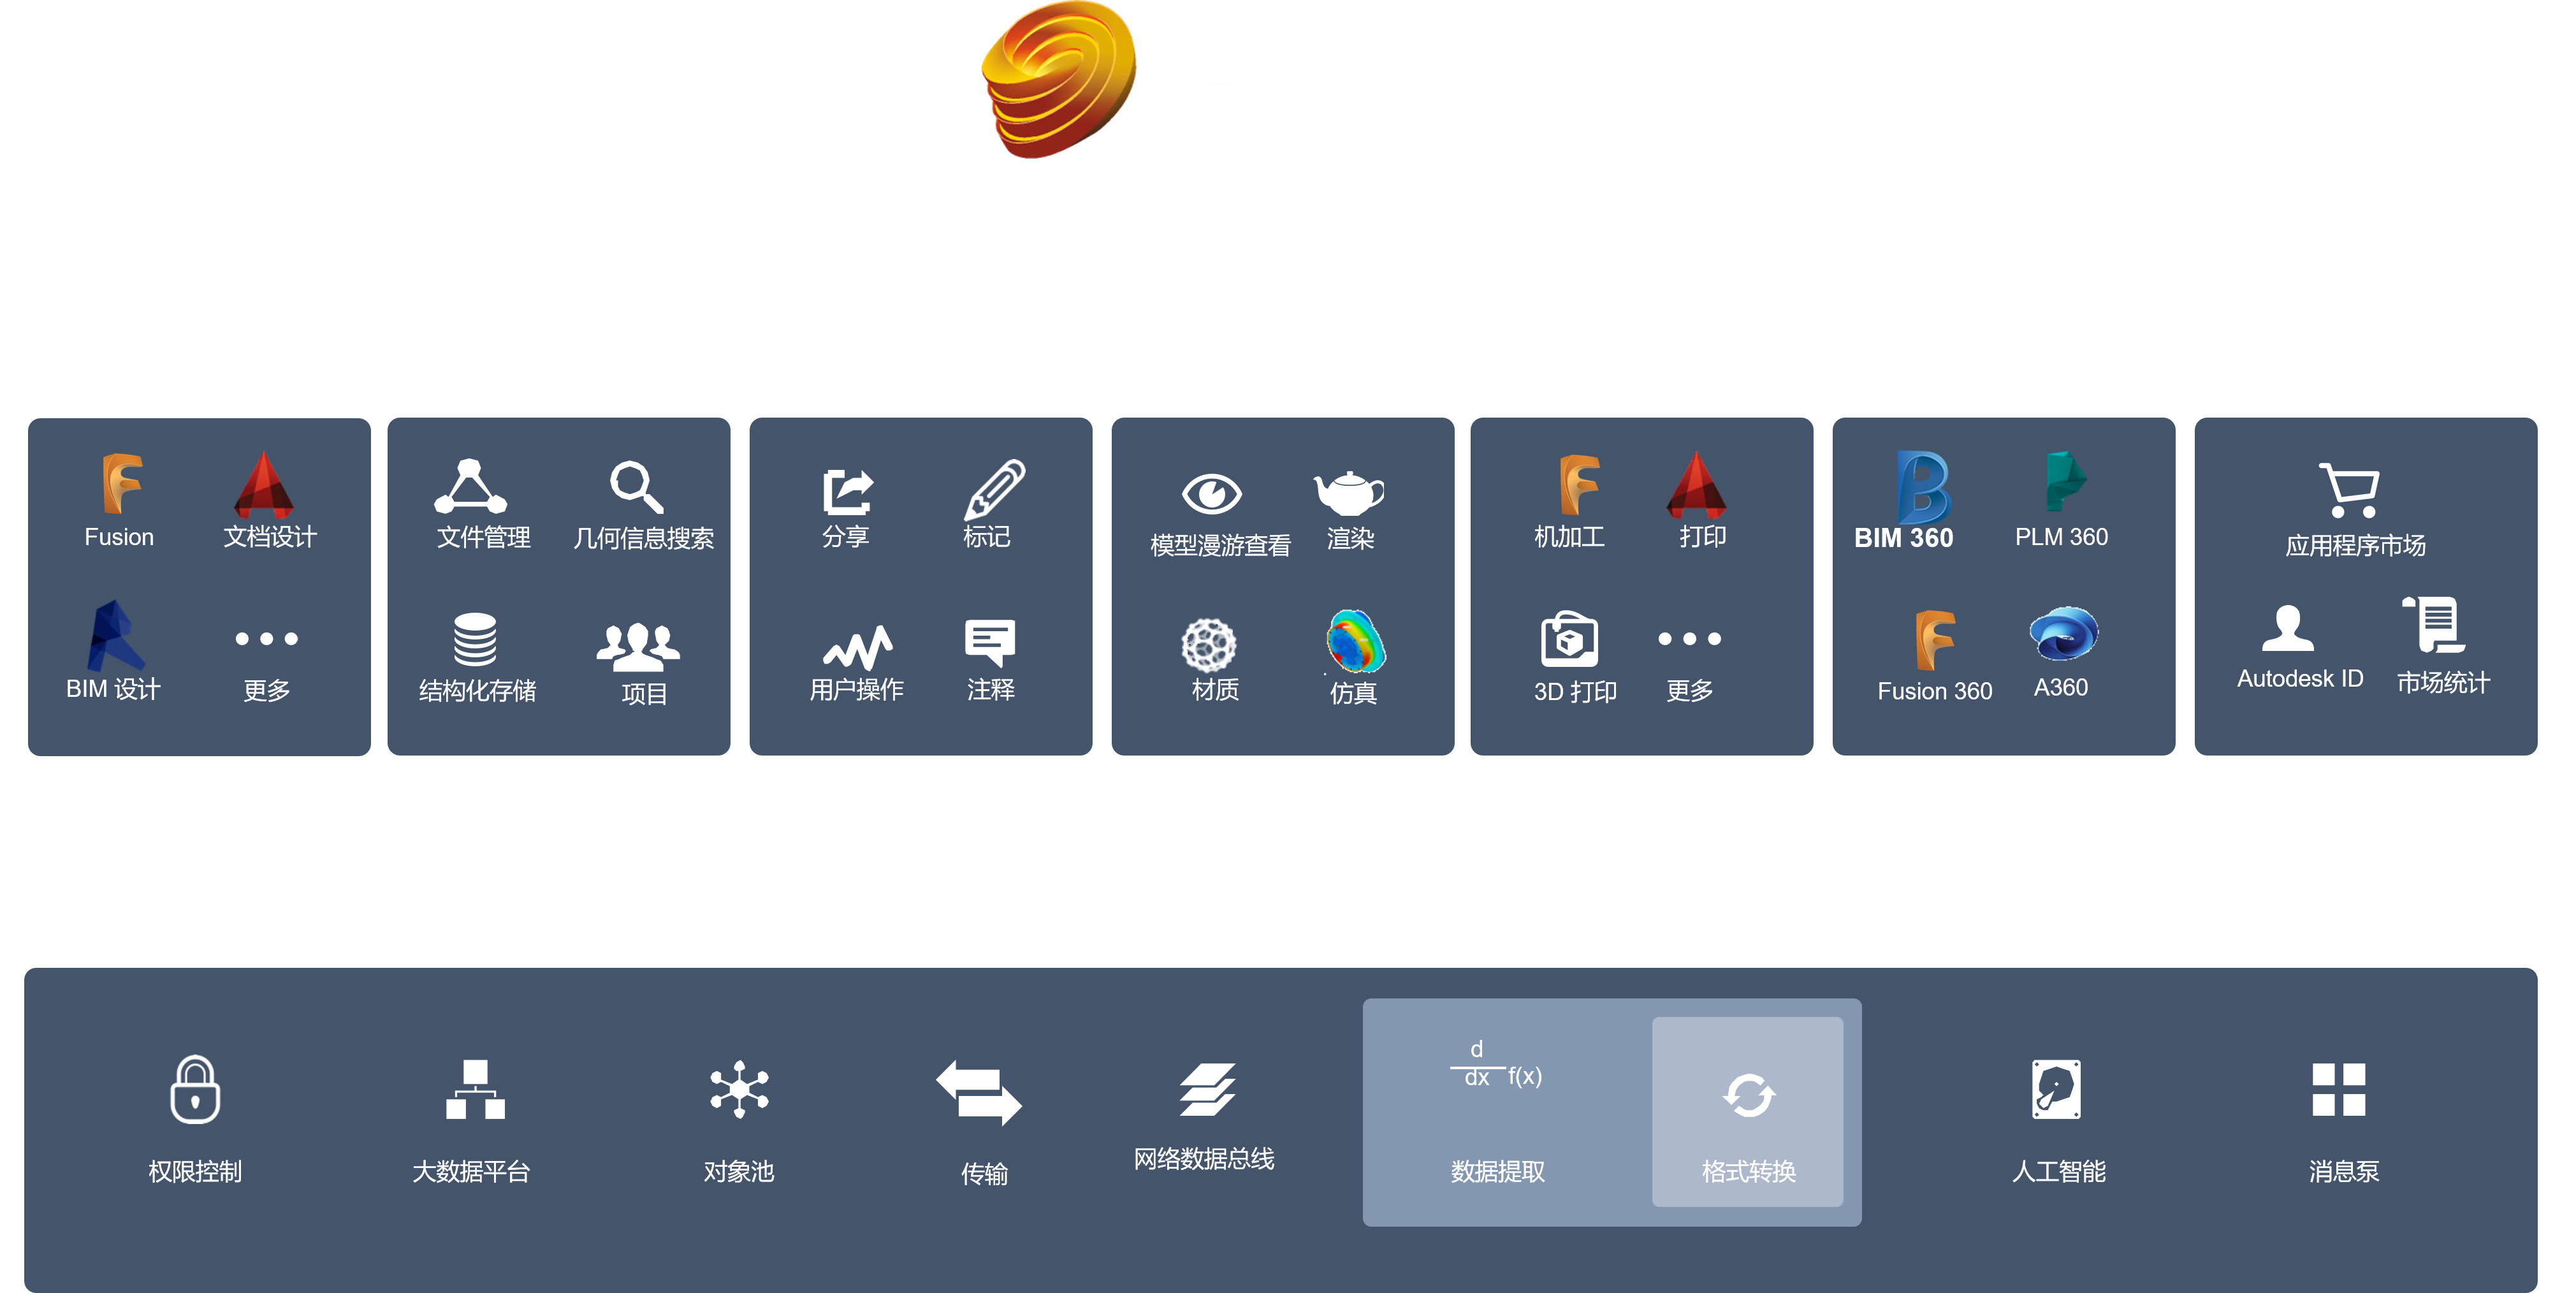 Fusion
文档设计
BIM 设计
更多
文件管理
几何信息搜索
结构化存储
项目
分享
标记
用户操作
注释
模型漫游查看
渲染
材质
仿真
机加工
打印
3D 打印
更多
BIM 360
PLM 360
Fusion 360
A360
应用程序市场
Autodesk ID
市场统计
权限控制
大数据平台
对象池
传输
网络数据总线
d
dx f(x)
数据提取
格式转换
人工智能
消息泵